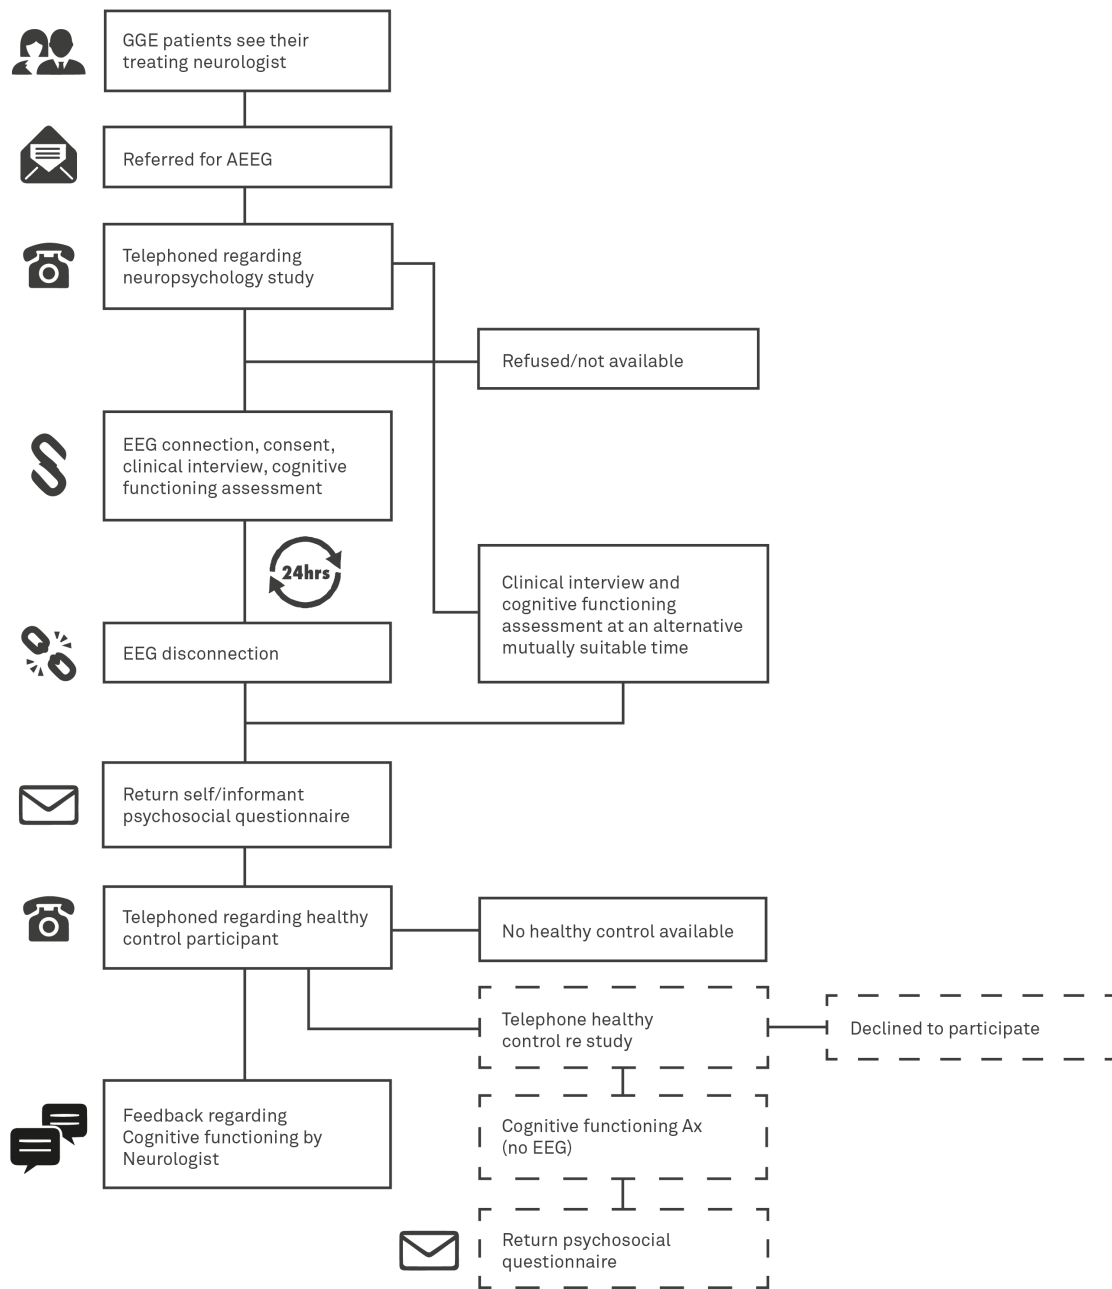 GGE patients see their
treating neurologist
Referred for AEEG
Telephoned regarding
neuropsychology study
Refused/not available
EEG connection, consent,
clinical interview, cognitive
functioning assessment
24hrs
Clinical interview and
cognitive functioning
assessment at an alternative
mutually suitable time
EEG disconnection
Return self/informant
psychosocial questionnaire
Telephoned regarding healthy
control participant
No healthy control available
Telephone healthy
control re study
Declined to participate
Feedback regarding
Cognitive functioning by
Neurologist
Cognitive functioning Ax
(no EEG)
Return psychosocial
questionnaire